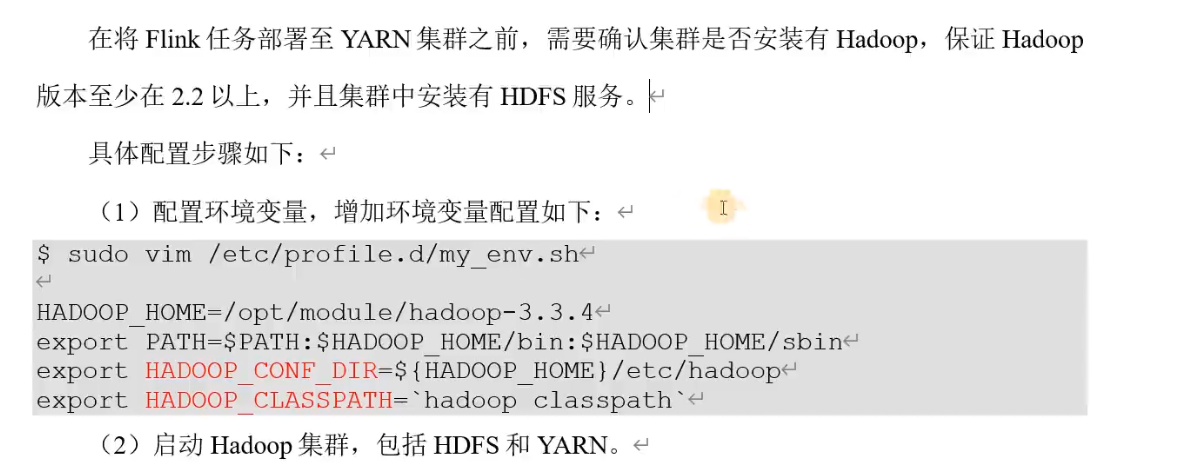 在将 Flink 任务部署至 YARN 集群之前，需要确认集群是否安装有 Hadoop，保证 Hadoop
版本至少在 2.2 以上，并且集群中安装有 HDFS 服务。
具体配置步骤如下：
（1）配置环境变量，增加环境变量配置如下：
$ sudo vim /etc/profile.d/my_env.sh
HADOOP_HOME=/opt/module/hadoop-3.3.4
export PATH=$PATH:$HADOOP_HOME/bin:$HADOOP_HOME/sbin
export HADOOP_CONF_DIR=${HADOOP_HOME}/etc/hadoop
export HADOOP_CLASSPATH=`hadoop classpath`
（2）启动 Hadoop 集群，包括 HDFS 和 YARN。